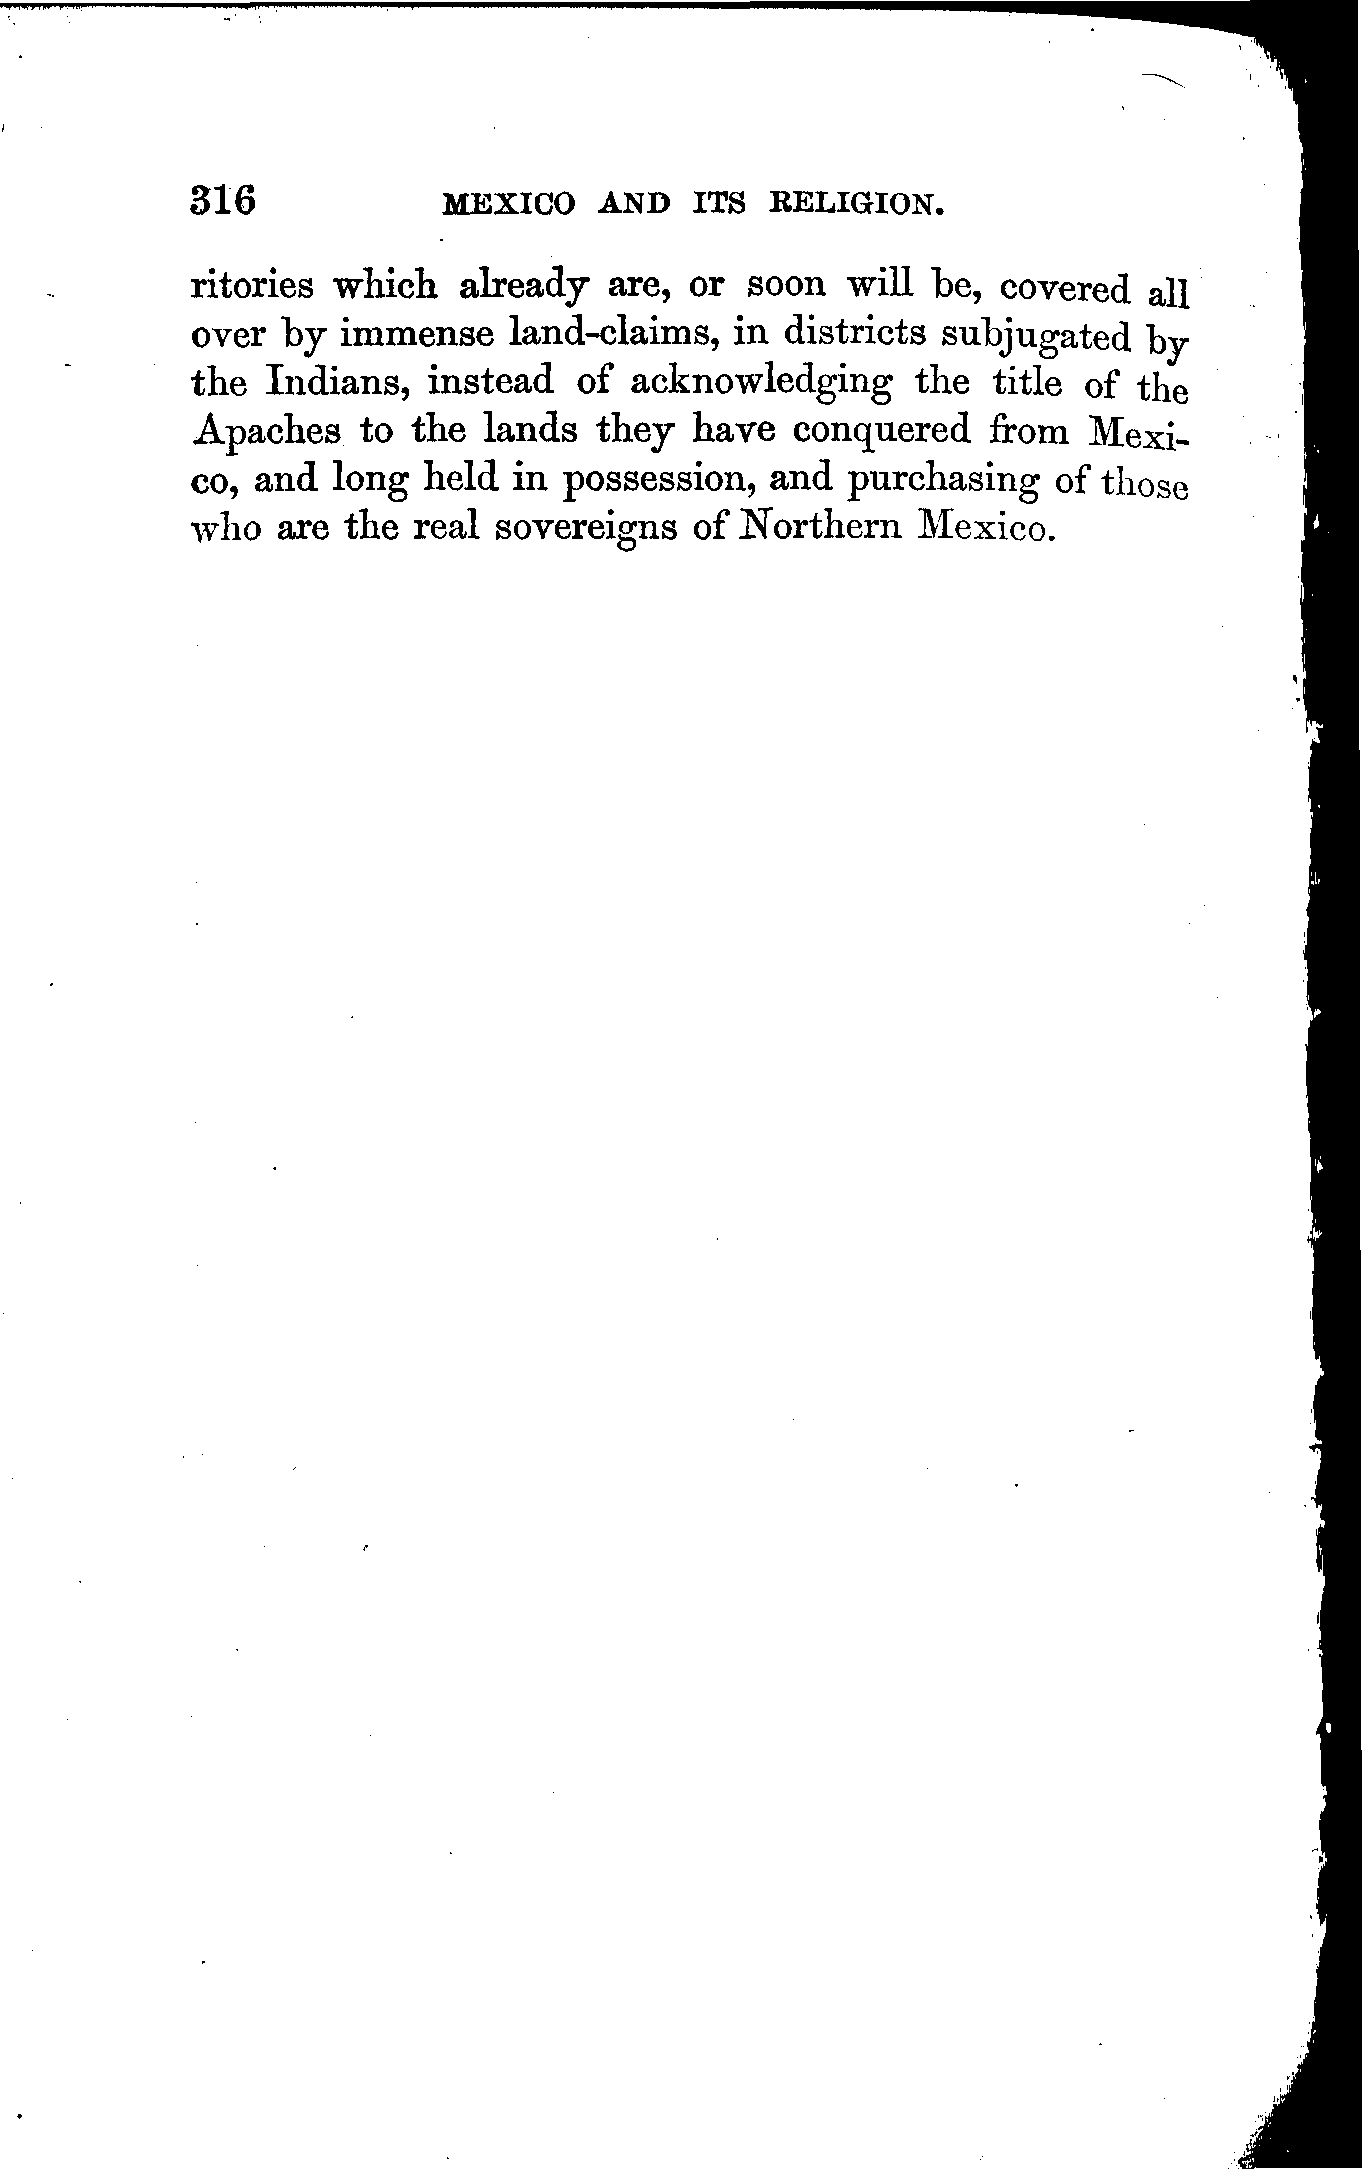 316 MEXICO AND ITS RELIGION.
ritories which already are, or soon will be, covered all
over by immense land-claims, in districts subjugated by
the Indians, instead of acknowledging the title of the
Apaches to the lands they have conquered from Mexi-
co, and long held in possession, and purchasing of those
who are the real sovereigns of Northern Mexico.